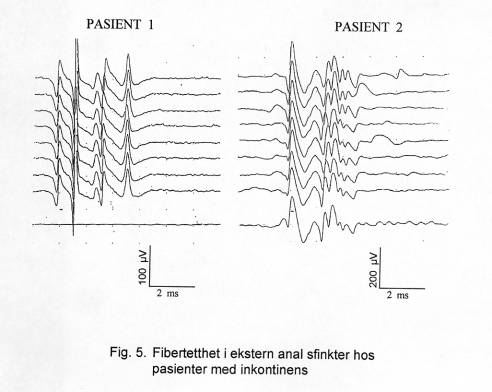 PASIENT 1
PASIENT 2
100 µV
2 ms
200 µV
2 ms
Fig. 5. Fibertetthet i ekstern anal sfinkter hos
pasienter med inkontinens